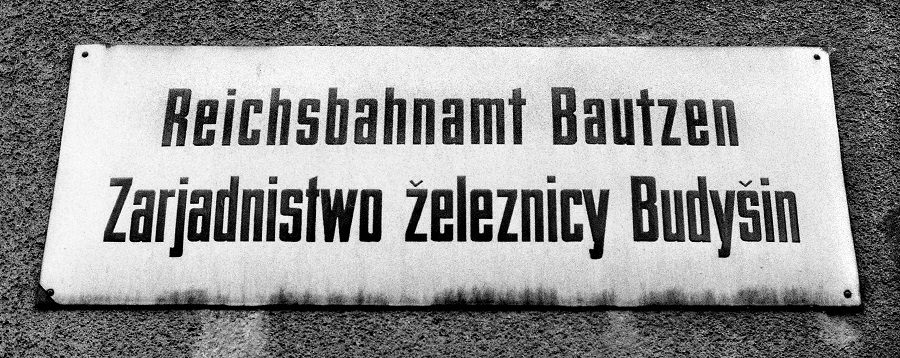 Reichsbahnamt Bautzen
Zarjadnistwo železnicy Budyšin